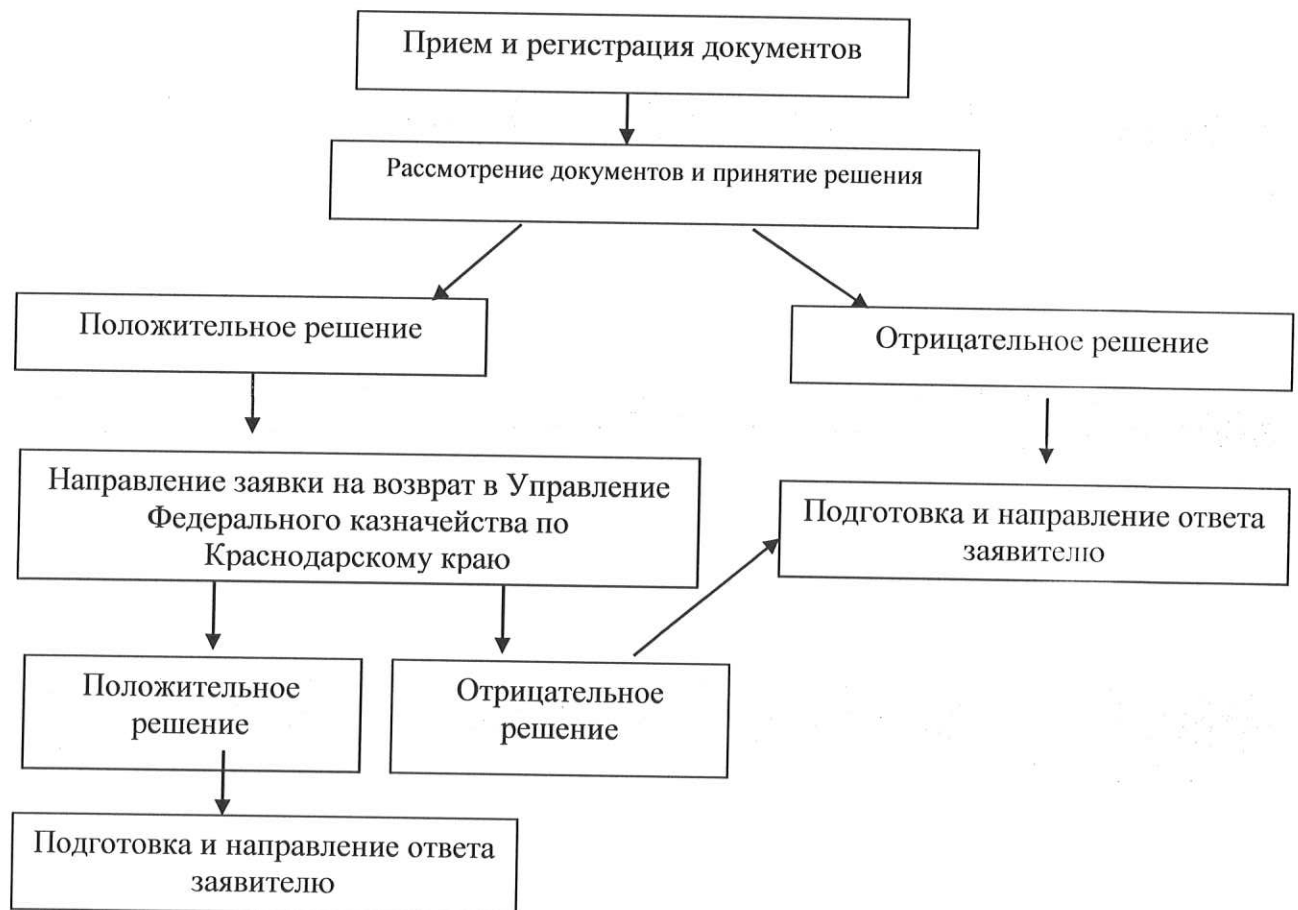 Прием и регистрация документов
Рассмотрение документов и принятие решения
Положительное решение
Отрицательное решение
Направление заявки на возврат в Управление
Федерального казначейства по
Краснодарскому краю
Подготовка и направление ответа
заявителю
Положительное
решение
Отрицательное
решение
Подготовка и направление ответа
заявителю